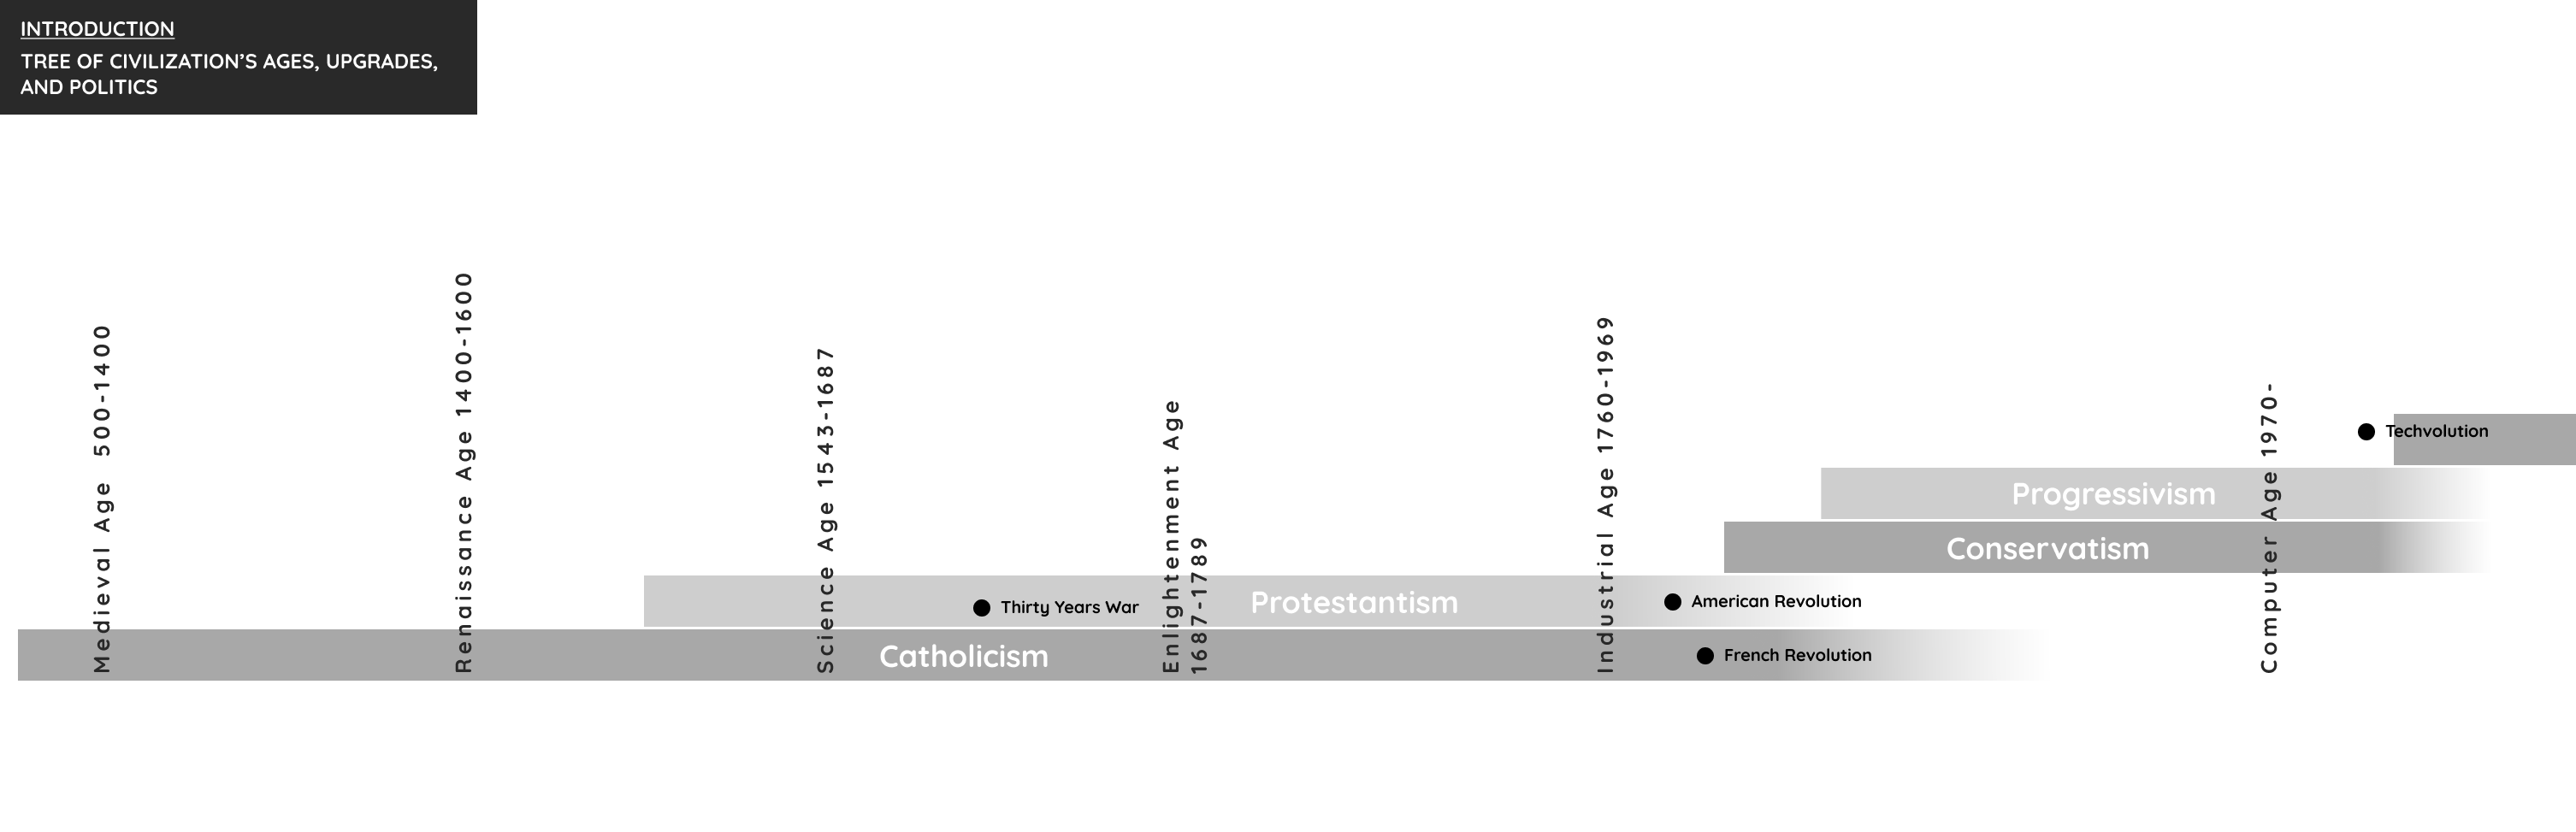 INTRODUCTION
TREE OF CIVILIZATION’S AGES, UPGRADES,
AND POLITICS
Medieval Age 500-1400
Renaissance Age 1400-1600
Science Age 1543-1687
Enlightenment Age
1687-1789
Industrial Age 1760-1969
Computer Age 1970-
Techvolution
Progressivism
Conservatism
Thirty Years War
Protestantism
American Revolution
Catholicism
French Revolution